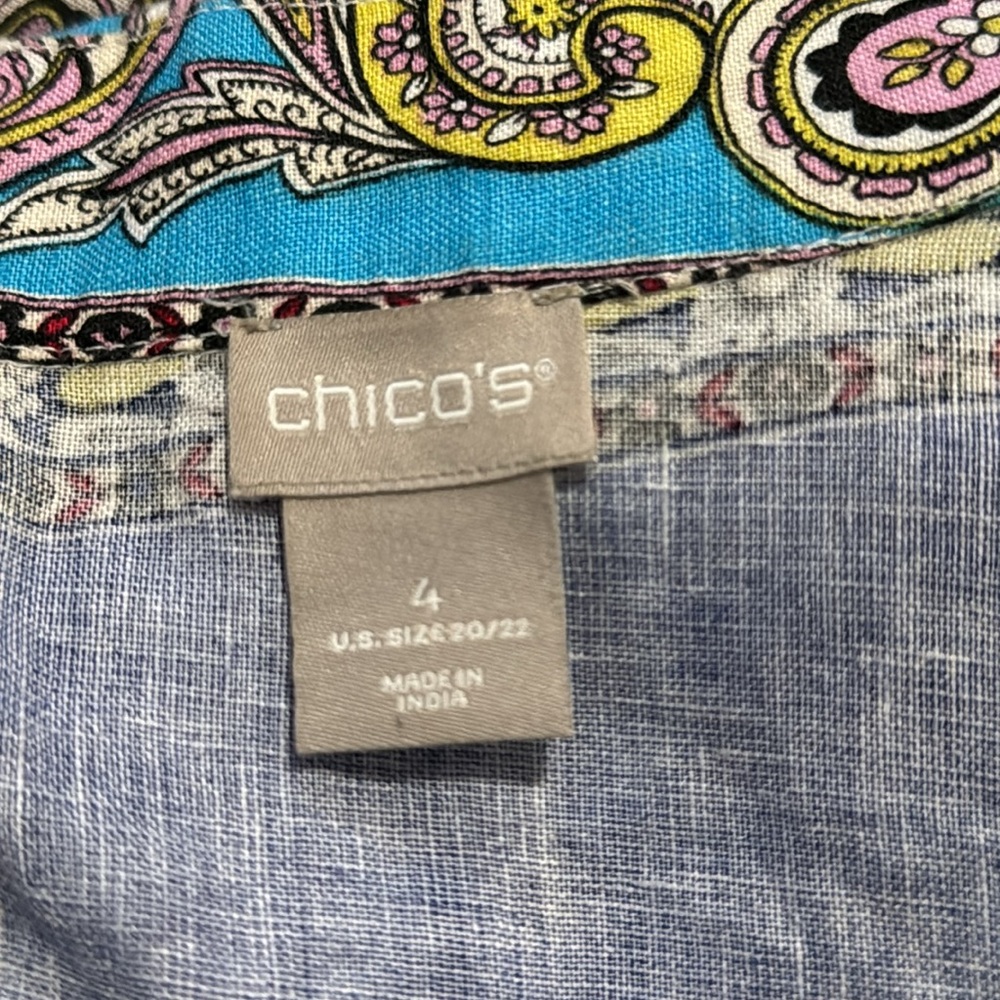 chico's®
4
U.S. SIZE 20/22
MADE IN
INDIA